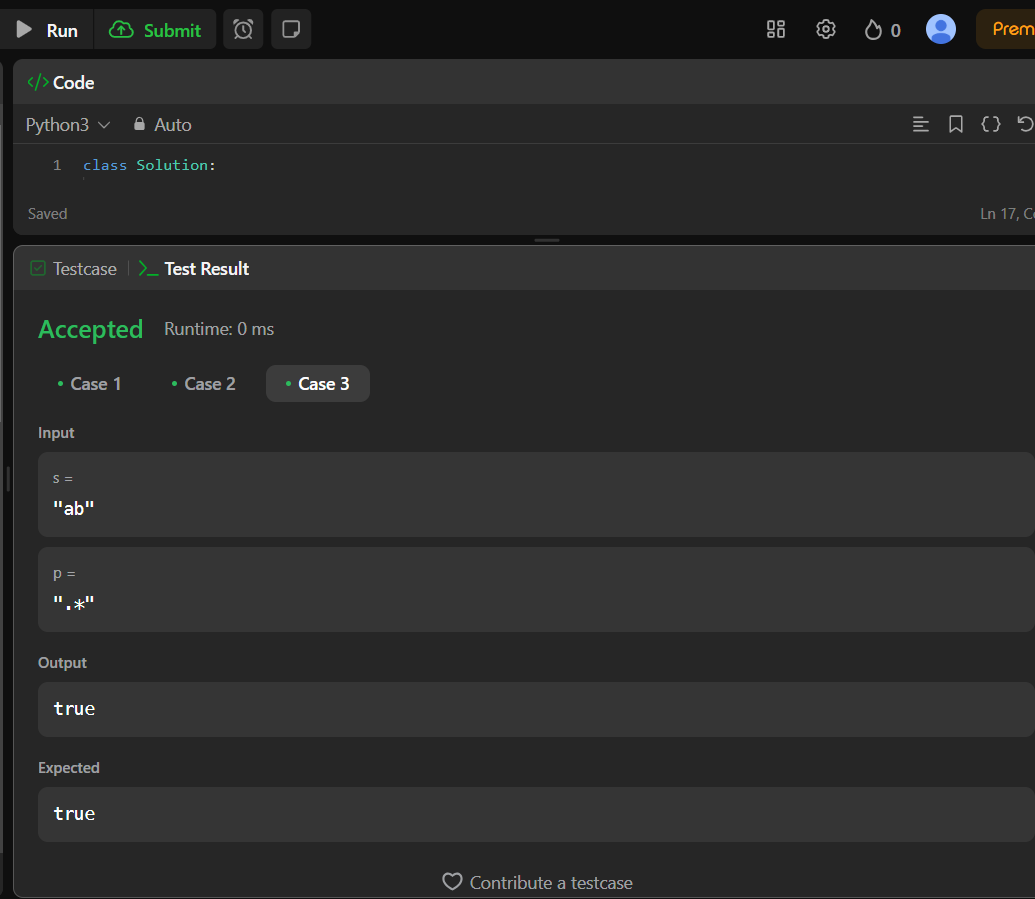 Run Submit 0 Prem
Code
Python3 Auto
1 class Solution:
Saved Ln 17, C
Testcase Test Result
Accepted Runtime: 0 ms
Case 1 Case 2 Case 3
Input
s =
"ab"
p =
".*"
Output
true
Expected
true
Contribute a testcase